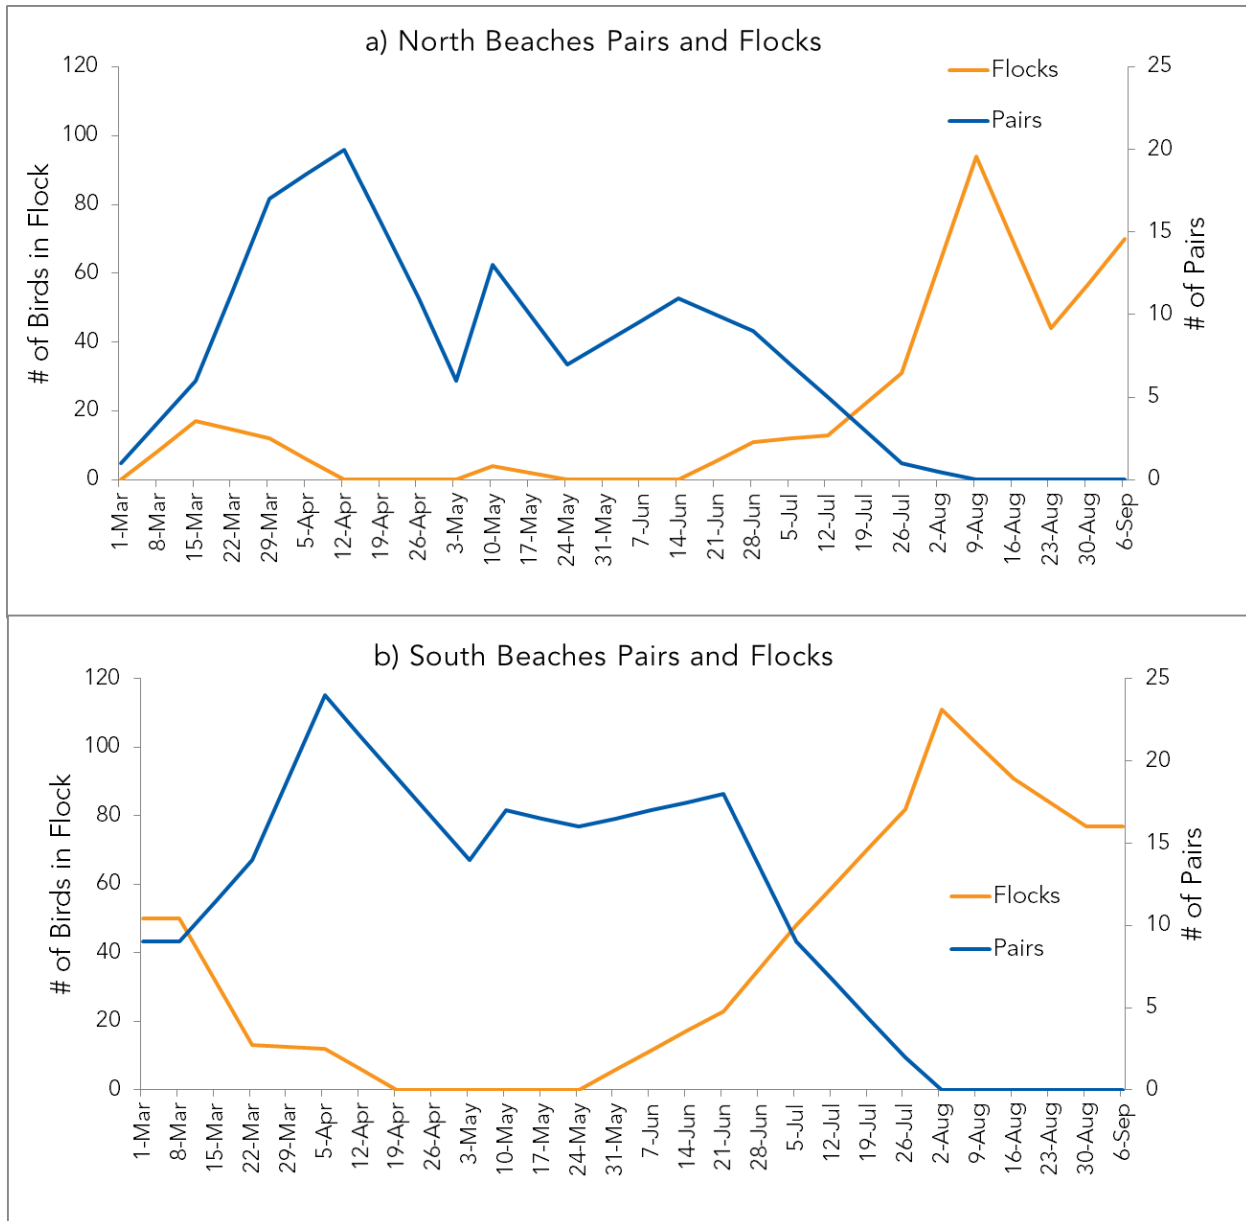 a) North Beaches Pairs and Flocks
# of Birds in Flock
120
100
80
60
40
20
0
Flocks
Pairs
25
20
15
10
5
0
# of Pairs
1-Mar
8-Mar
15-Mar
22-Mar
29-Mar
5-Apr
12-Apr
19-Apr
26-Apr
3-May
10-May
17-May
24-May
31-May
7-Jun
14-Jun
21-Jun
28-Jun
5-Jul
12-Jul
19-Jul
26-Jul
2-Aug
9-Aug
16-Aug
23-Aug
30-Aug
6-Sep
b) South Beaches Pairs and Flocks
# of Birds in Flock
120
100
80
60
40
20
0
Flocks
Pairs
25
20
15
10
5
0
# of Pairs
1-Mar
8-Mar
15-Mar
22-Mar
29-Mar
5-Apr
12-Apr
19-Apr
26-Apr
3-May
10-May
17-May
24-May
31-May
7-Jun
14-Jun
21-Jun
28-Jun
5-Jul
12-Jul
19-Jul
26-Jul
2-Aug
9-Aug
16-Aug
23-Aug
30-Aug
6-Sep